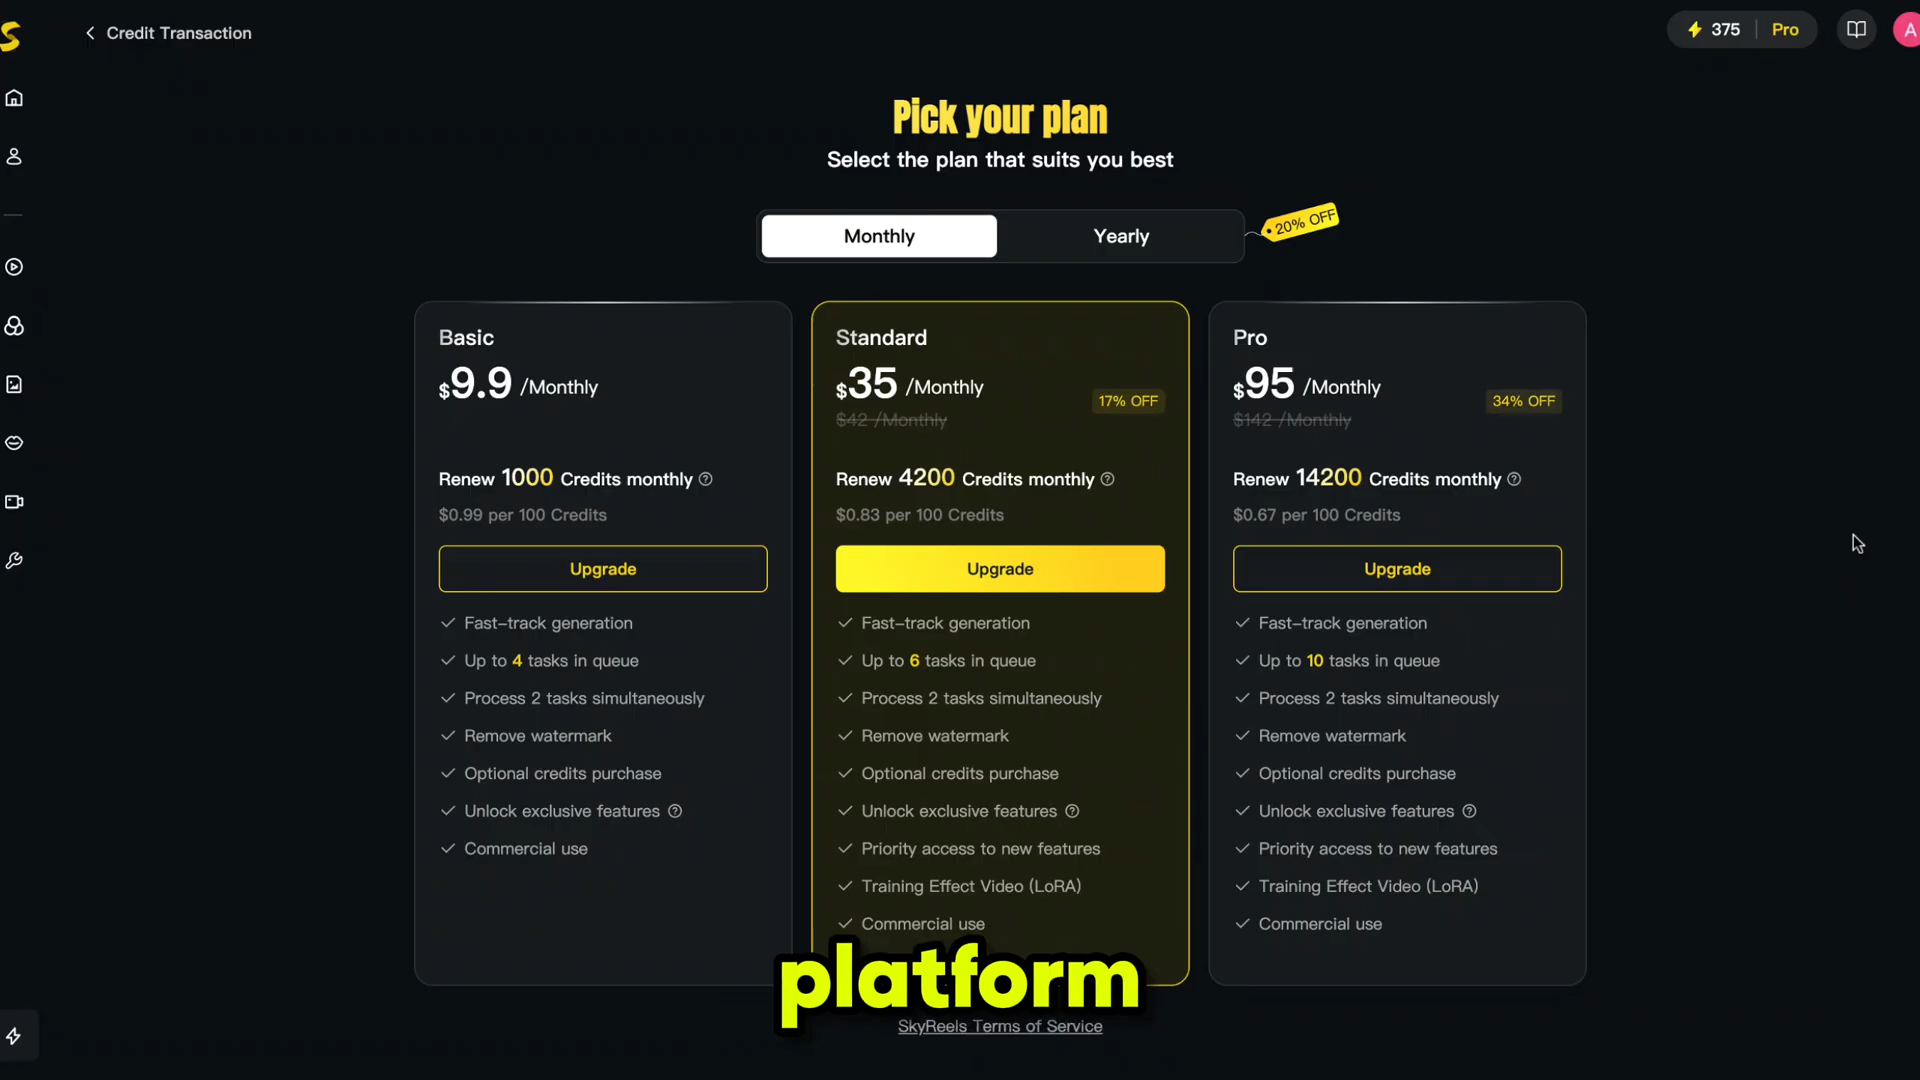 Credit Transaction
375 Pro
A
Pick your plan
Select the plan that suits you best
Monthly
Yearly
20% OFF
Basic
$9.9 /Monthly
Renew 1000 Credits monthly
$0.99 per 100 Credits
Upgrade
Fast-track generation
Up to 4 tasks in queue
Process 2 tasks simultaneously
Remove watermark
Optional credits purchase
Unlock exclusive features
Commercial use
Standard
$35 /Monthly
17% OFF
$42 /Monthly
Renew 4200 Credits monthly
$0.83 per 100 Credits
Upgrade
Fast-track generation
Up to 6 tasks in queue
Process 2 tasks simultaneously
Remove watermark
Optional credits purchase
Unlock exclusive features
Priority access to new features
Training Effect Video (LoRA)
Commercial use
Pro
$95 /Monthly
34% OFF
$142 /Monthly
Renew 14200 Credits monthly
$0.67 per 100 Credits
Upgrade
Fast-track generation
Up to 10 tasks in queue
Process 2 tasks simultaneously
Remove watermark
Optional credits purchase
Unlock exclusive features
Priority access to new features
Training Effect Video (LoRA)
Commercial use
platform
SkyReels Terms of Service